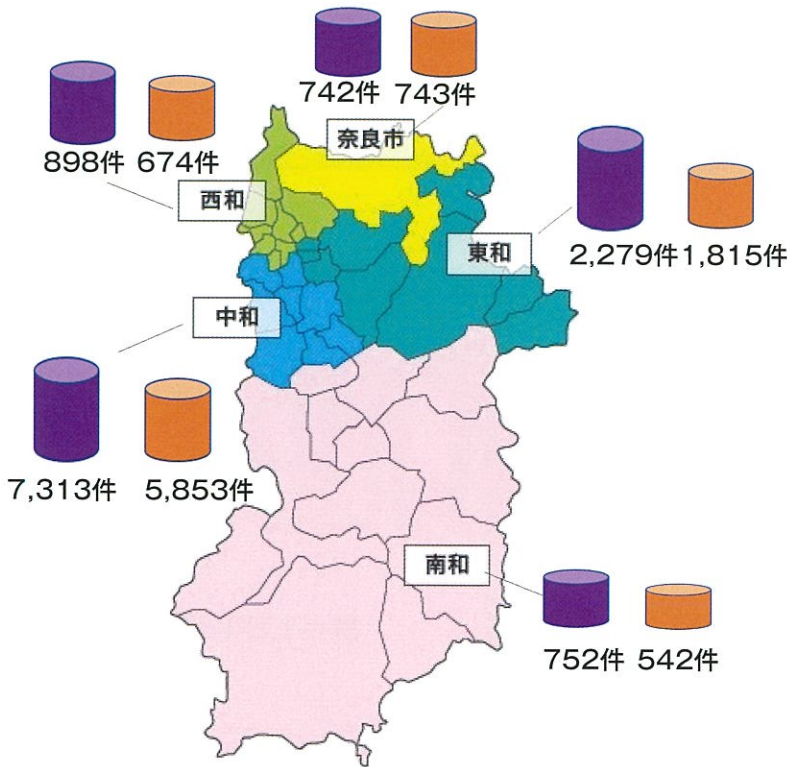 742件 743件
奈良市
898件 674件
西和
東和
2,279件 1,815件
中和
7,313件 5,853件
南和
752件 542件